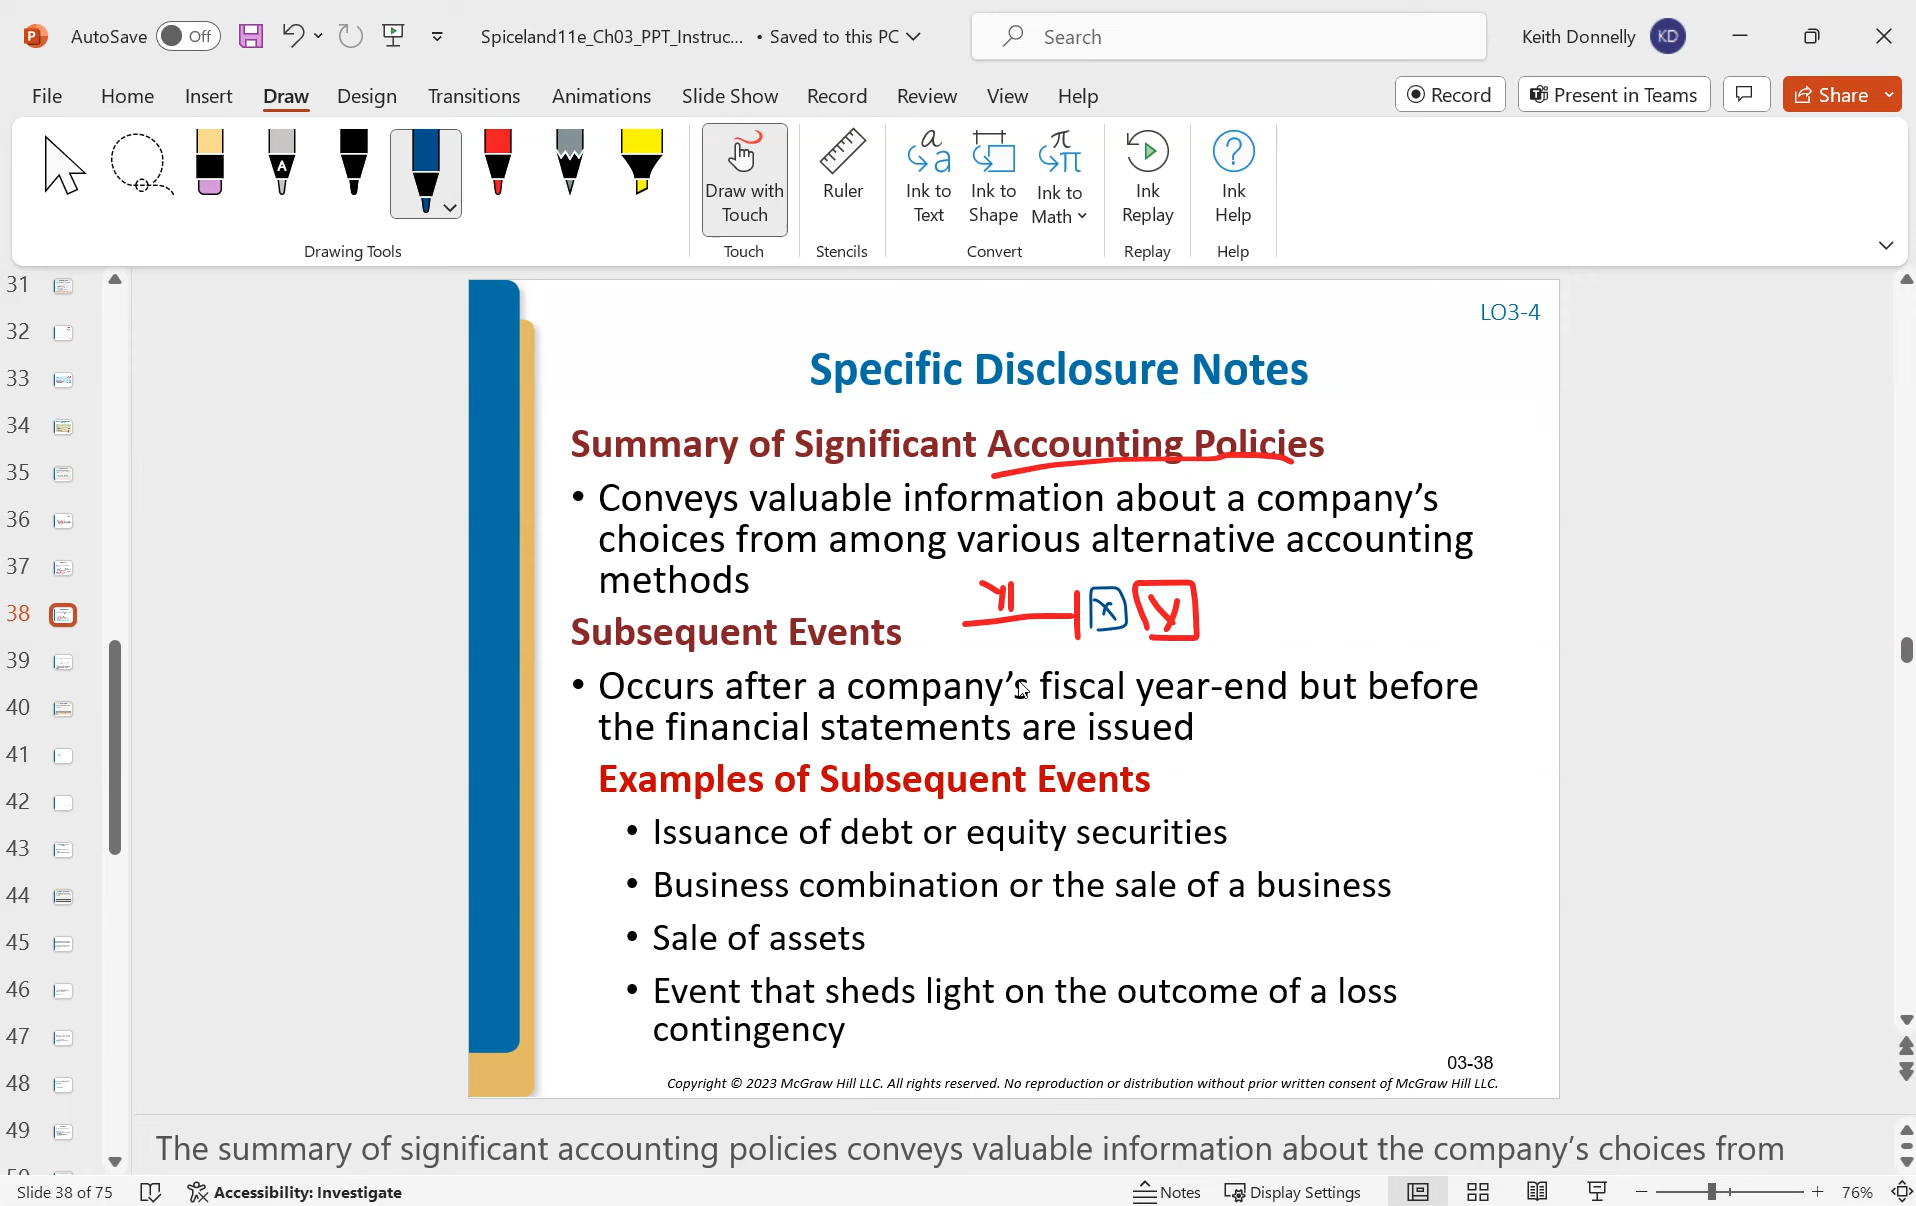 AutoSave Off Spiceland11e_Ch03_PPT_Instruc... • Saved to this PC Search Keith Donnelly KD
File Home Insert Draw Design Transitions Animations Slide Show Record Review View Help Record Present in Teams Share
Draw with Touch
Ruler
Ink to Text
Ink to Shape
Ink to Math
Ink Replay
Ink Help
Drawing Tools Touch Stencils Convert Replay Help
31
32
33
34
35
36
37
38
39
40
41
42
43
44
45
46
47
48
49
LO3-4
Specific Disclosure Notes
Summary of Significant Accounting Policies
• Conveys valuable information about a company’s
choices from among various alternative accounting
methods
X Y
Subsequent Events
• Occurs after a company’s fiscal year-end but before
the financial statements are issued
Examples of Subsequent Events
• Issuance of debt or equity securities
• Business combination or the sale of a business
• Sale of assets
• Event that sheds light on the outcome of a loss
contingency
03-38
Copyright © 2023 McGraw Hill LLC. All rights reserved. No reproduction or distribution without prior written consent of McGraw Hill LLC.
The summary of significant accounting policies conveys valuable information about the company’s choices from
Slide 38 of 75 Accessibility: Investigate Notes Display Settings 76%